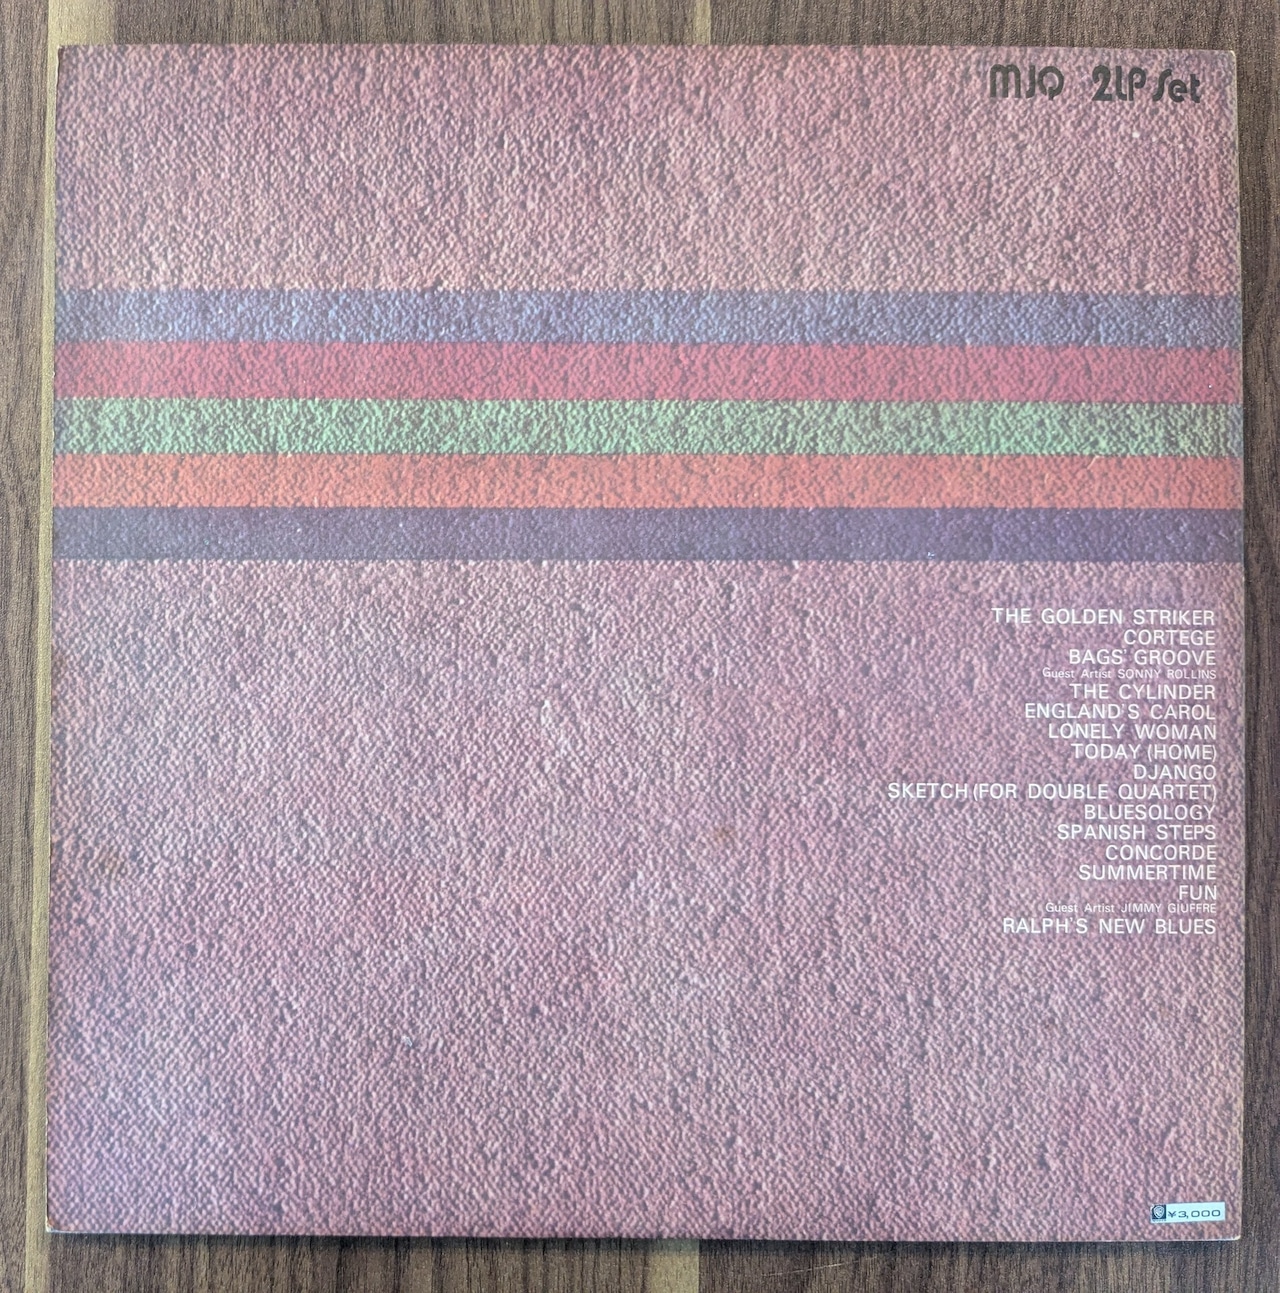 MJQ 2LP Set
THE GOLDEN STRIKER
CORTEGE
BAGS' GROOVE
Guest Artist SONNY ROLLINS
THE CYLINDER
ENGLAND'S CAROL
LONELY WOMAN
TODAY (HOME)
DJANGO
SKETCH (FOR DOUBLE QUARTET)
BLUESOLOGY
SPANISH STEPS
CONCORDE
SUMMERTIME
FUN
Guest Artist JIMMY GIUFFRE
RALPH'S NEW BLUES
¥3,000